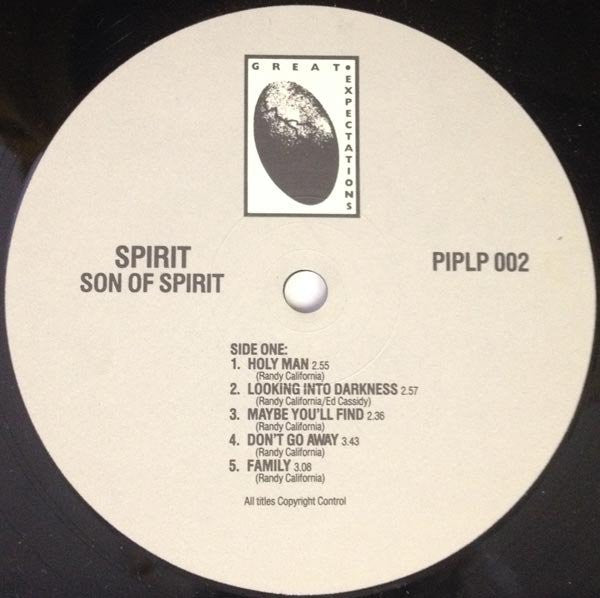 GREAT •
EXPECTATIONS
SPIRIT
SON OF SPIRIT
PIPLP 002
SIDE ONE:
1. HOLY MAN 2.55
(Randy California)
2. LOOKING INTO DARKNESS 2.57
(Randy California/Ed Cassidy)
3. MAYBE YOU'LL FIND 2.36
(Randy California)
4. DON'T GO AWAY 3.43
(Randy California)
5. FAMILY 3.08
(Randy California)
All titles Copyright Control